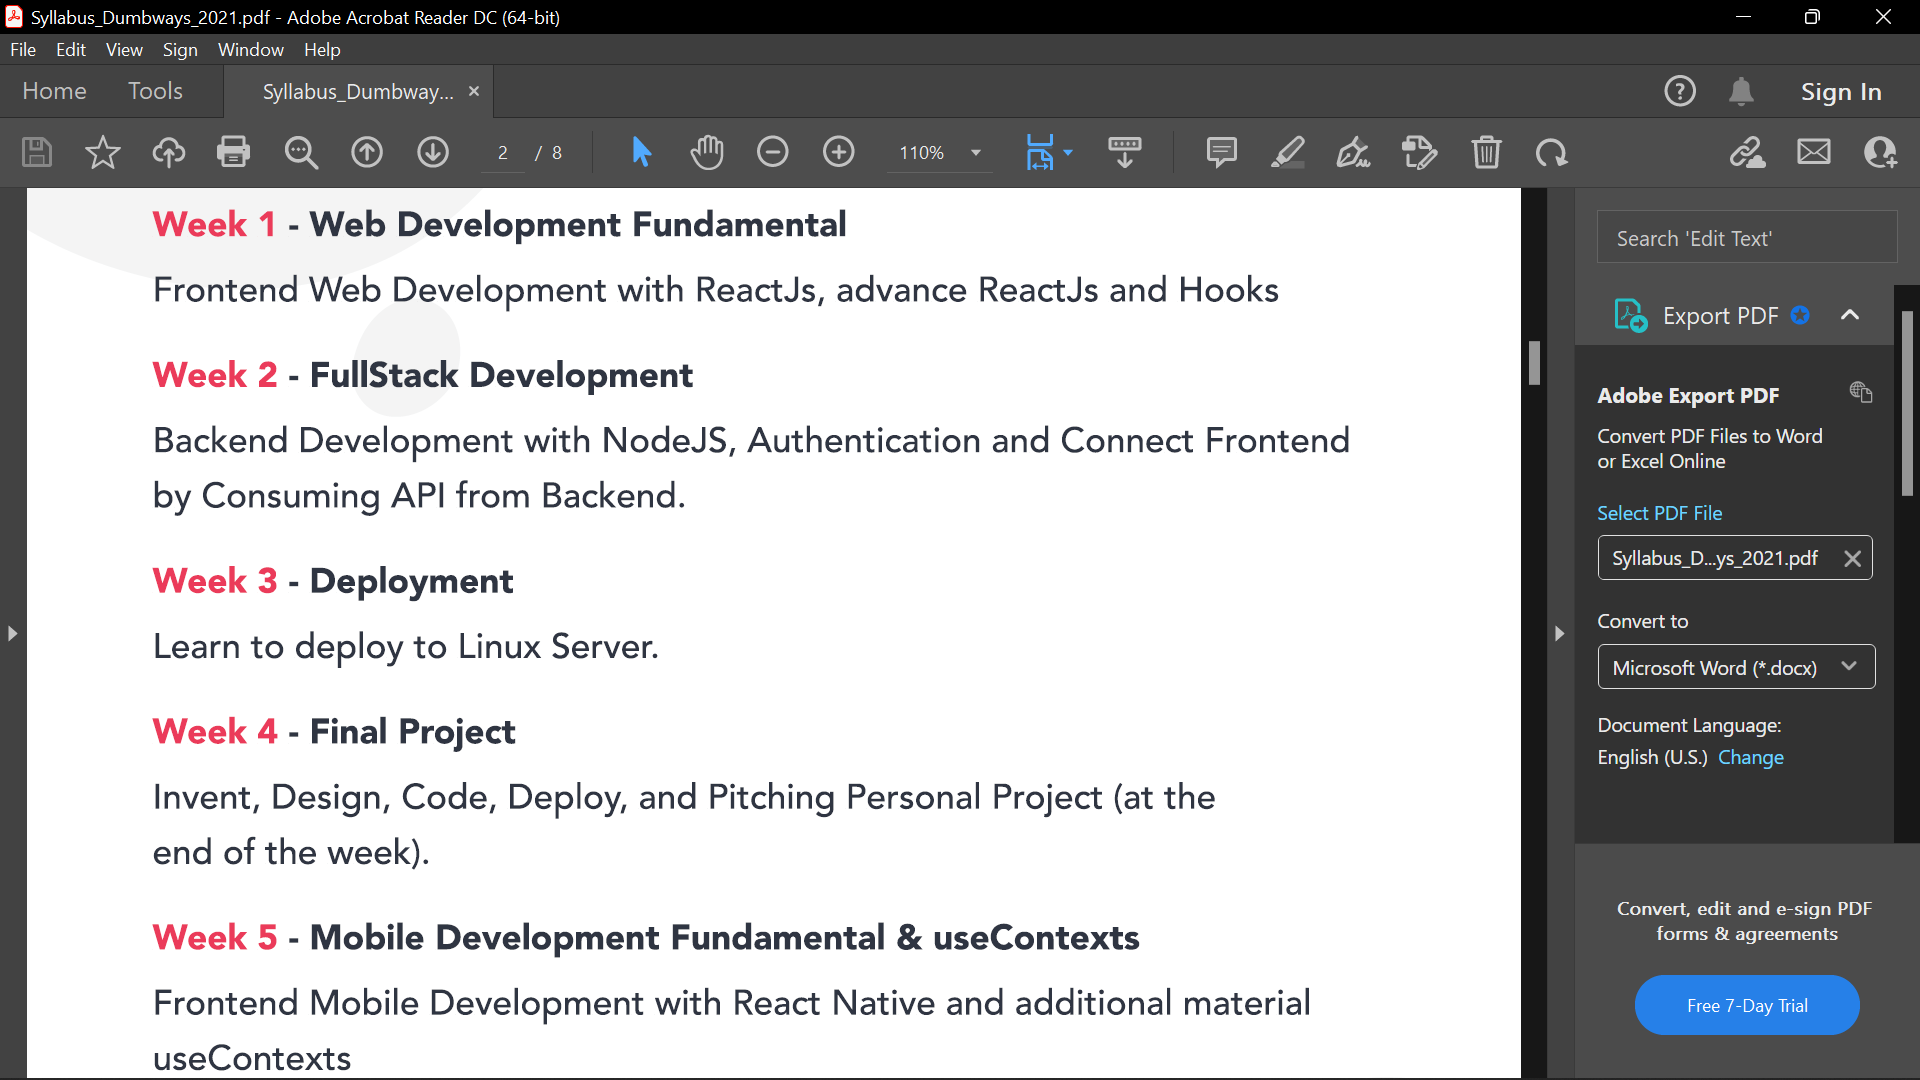 Syllabus_Dumbways_2021.pdf - Adobe Acrobat Reader DC (64-bit)
File Edit View Sign Window Help
Home Tools Syllabus_Dumbway... × Sign In
2 / 8 110%
Week 1 - Web Development Fundamental
Frontend Web Development with ReactJs, advance ReactJs and Hooks
Week 2 - FullStack Development
Backend Development with NodeJS, Authentication and Connect Frontend
by Consuming API from Backend.
Week 3 - Deployment
Learn to deploy to Linux Server.
Week 4 - Final Project
Invent, Design, Code, Deploy, and Pitching Personal Project (at the
end of the week).
Week 5 - Mobile Development Fundamental & useContexts
Frontend Mobile Development with React Native and additional material
useContexts
Search 'Edit Text'
Export PDF
Adobe Export PDF
Convert PDF Files to Word
or Excel Online
Select PDF File
Syllabus_D...ys_2021.pdf
Convert to
Microsoft Word (*.docx)
Document Language:
English (U.S.) Change
Convert, edit and e-sign PDF
forms & agreements
Free 7-Day Trial